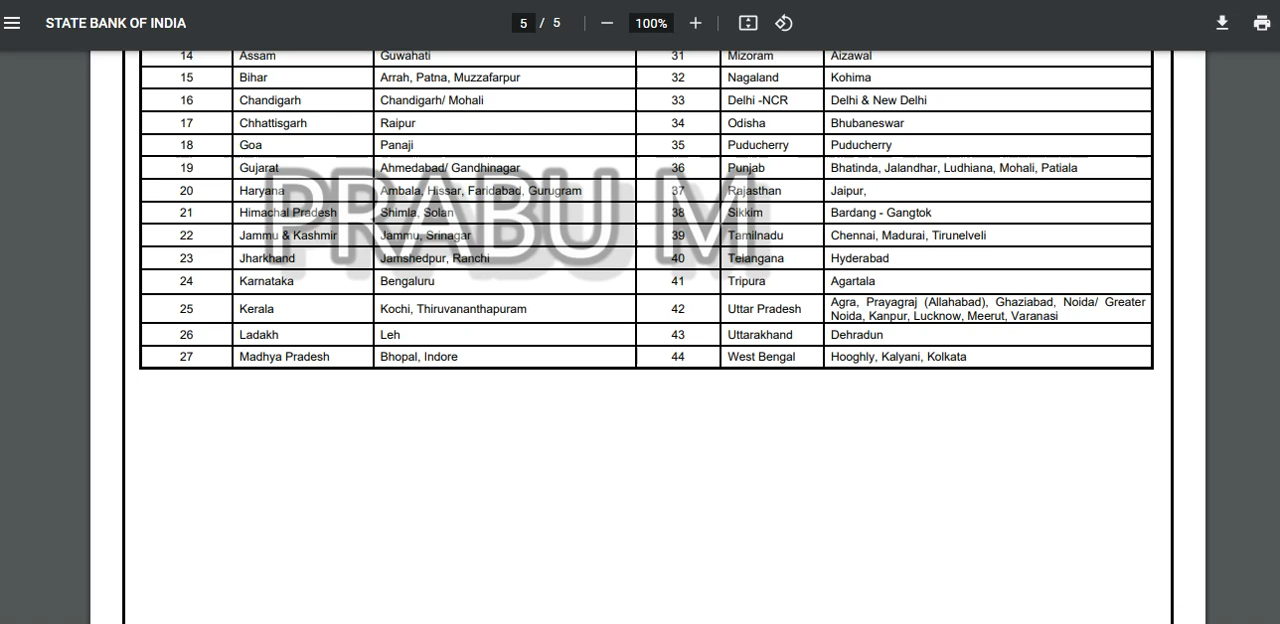 STATE BANK OF INDIA
5 / 5
100%
14 Assam Guwahati 31 Mizoram Aizawal
15 Bihar Arrah, Patna, Muzzafarpur 32 Nagaland Kohima
16 Chandigarh Chandigarh/ Mohali 33 Delhi -NCR Delhi & New Delhi
17 Chhattisgarh Raipur 34 Odisha Bhubaneswar
18 Goa Panaji 35 Puducherry Puducherry
19 Gujarat Ahmedabad/ Gandhinagar 36 Punjab Bhatinda, Jalandhar, Ludhiana, Mohali, Patiala
20 Haryana Ambala, Hissar, Faridabad, Gurugram 37 Rajasthan Jaipur,
21 Himachal Pradesh Shimla, Solan 38 Sikkim Bardang - Gangtok
22 Jammu & Kashmir Jammu, Srinagar 39 Tamilnadu Chennai, Madurai, Tirunelveli
23 Jharkhand Jamshedpur, Ranchi 40 Telangana Hyderabad
24 Karnataka Bengaluru 41 Tripura Agartala
25 Kerala Kochi, Thiruvananthapuram 42 Uttar Pradesh Agra, Prayagraj (Allahabad), Ghaziabad, Noida/ Greater
Noida, Kanpur, Lucknow, Meerut, Varanasi
26 Ladakh Leh 43 Uttarakhand Dehradun
27 Madhya Pradesh Bhopal, Indore 44 West Bengal Hooghly, Kalyani, Kolkata
PRABU M